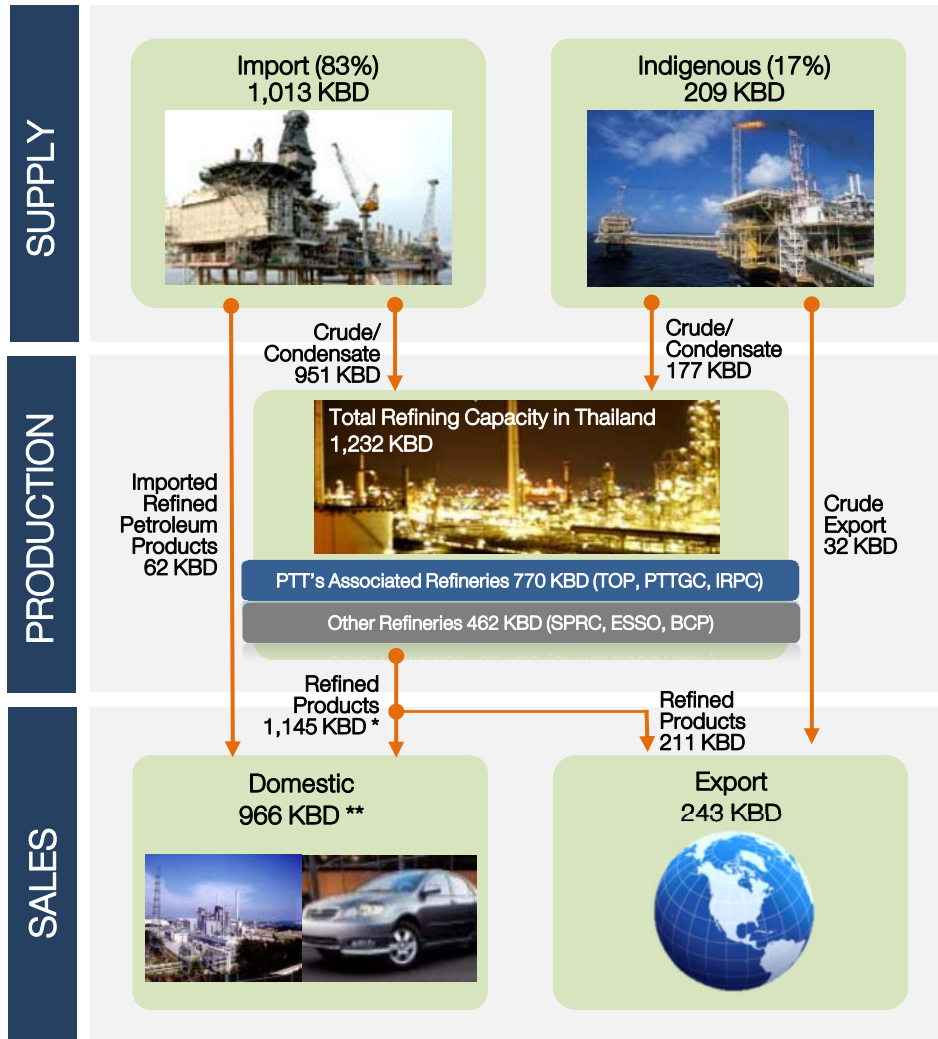 SUPPLY
Import (83%)
1,013 KBD
Indigenous (17%)
209 KBD
Crude/
Condensate
951 KBD
Crude/
Condensate
177 KBD
PRODUCTION
Total Refining Capacity in Thailand
1,232 KBD
Imported
Refined
Petroleum
Products
62 KBD
Crude
Export
32 KBD
PTT's Associated Refineries 770 KBD (TOP, PTTGC, IRPC)
Other Refineries 462 KBD (SPRC, ESSO, BCP)
Refined
Products
1,145 KBD *
Refined
Products
211 KBD
SALES
Domestic
966 KBD **
Export
243 KBD